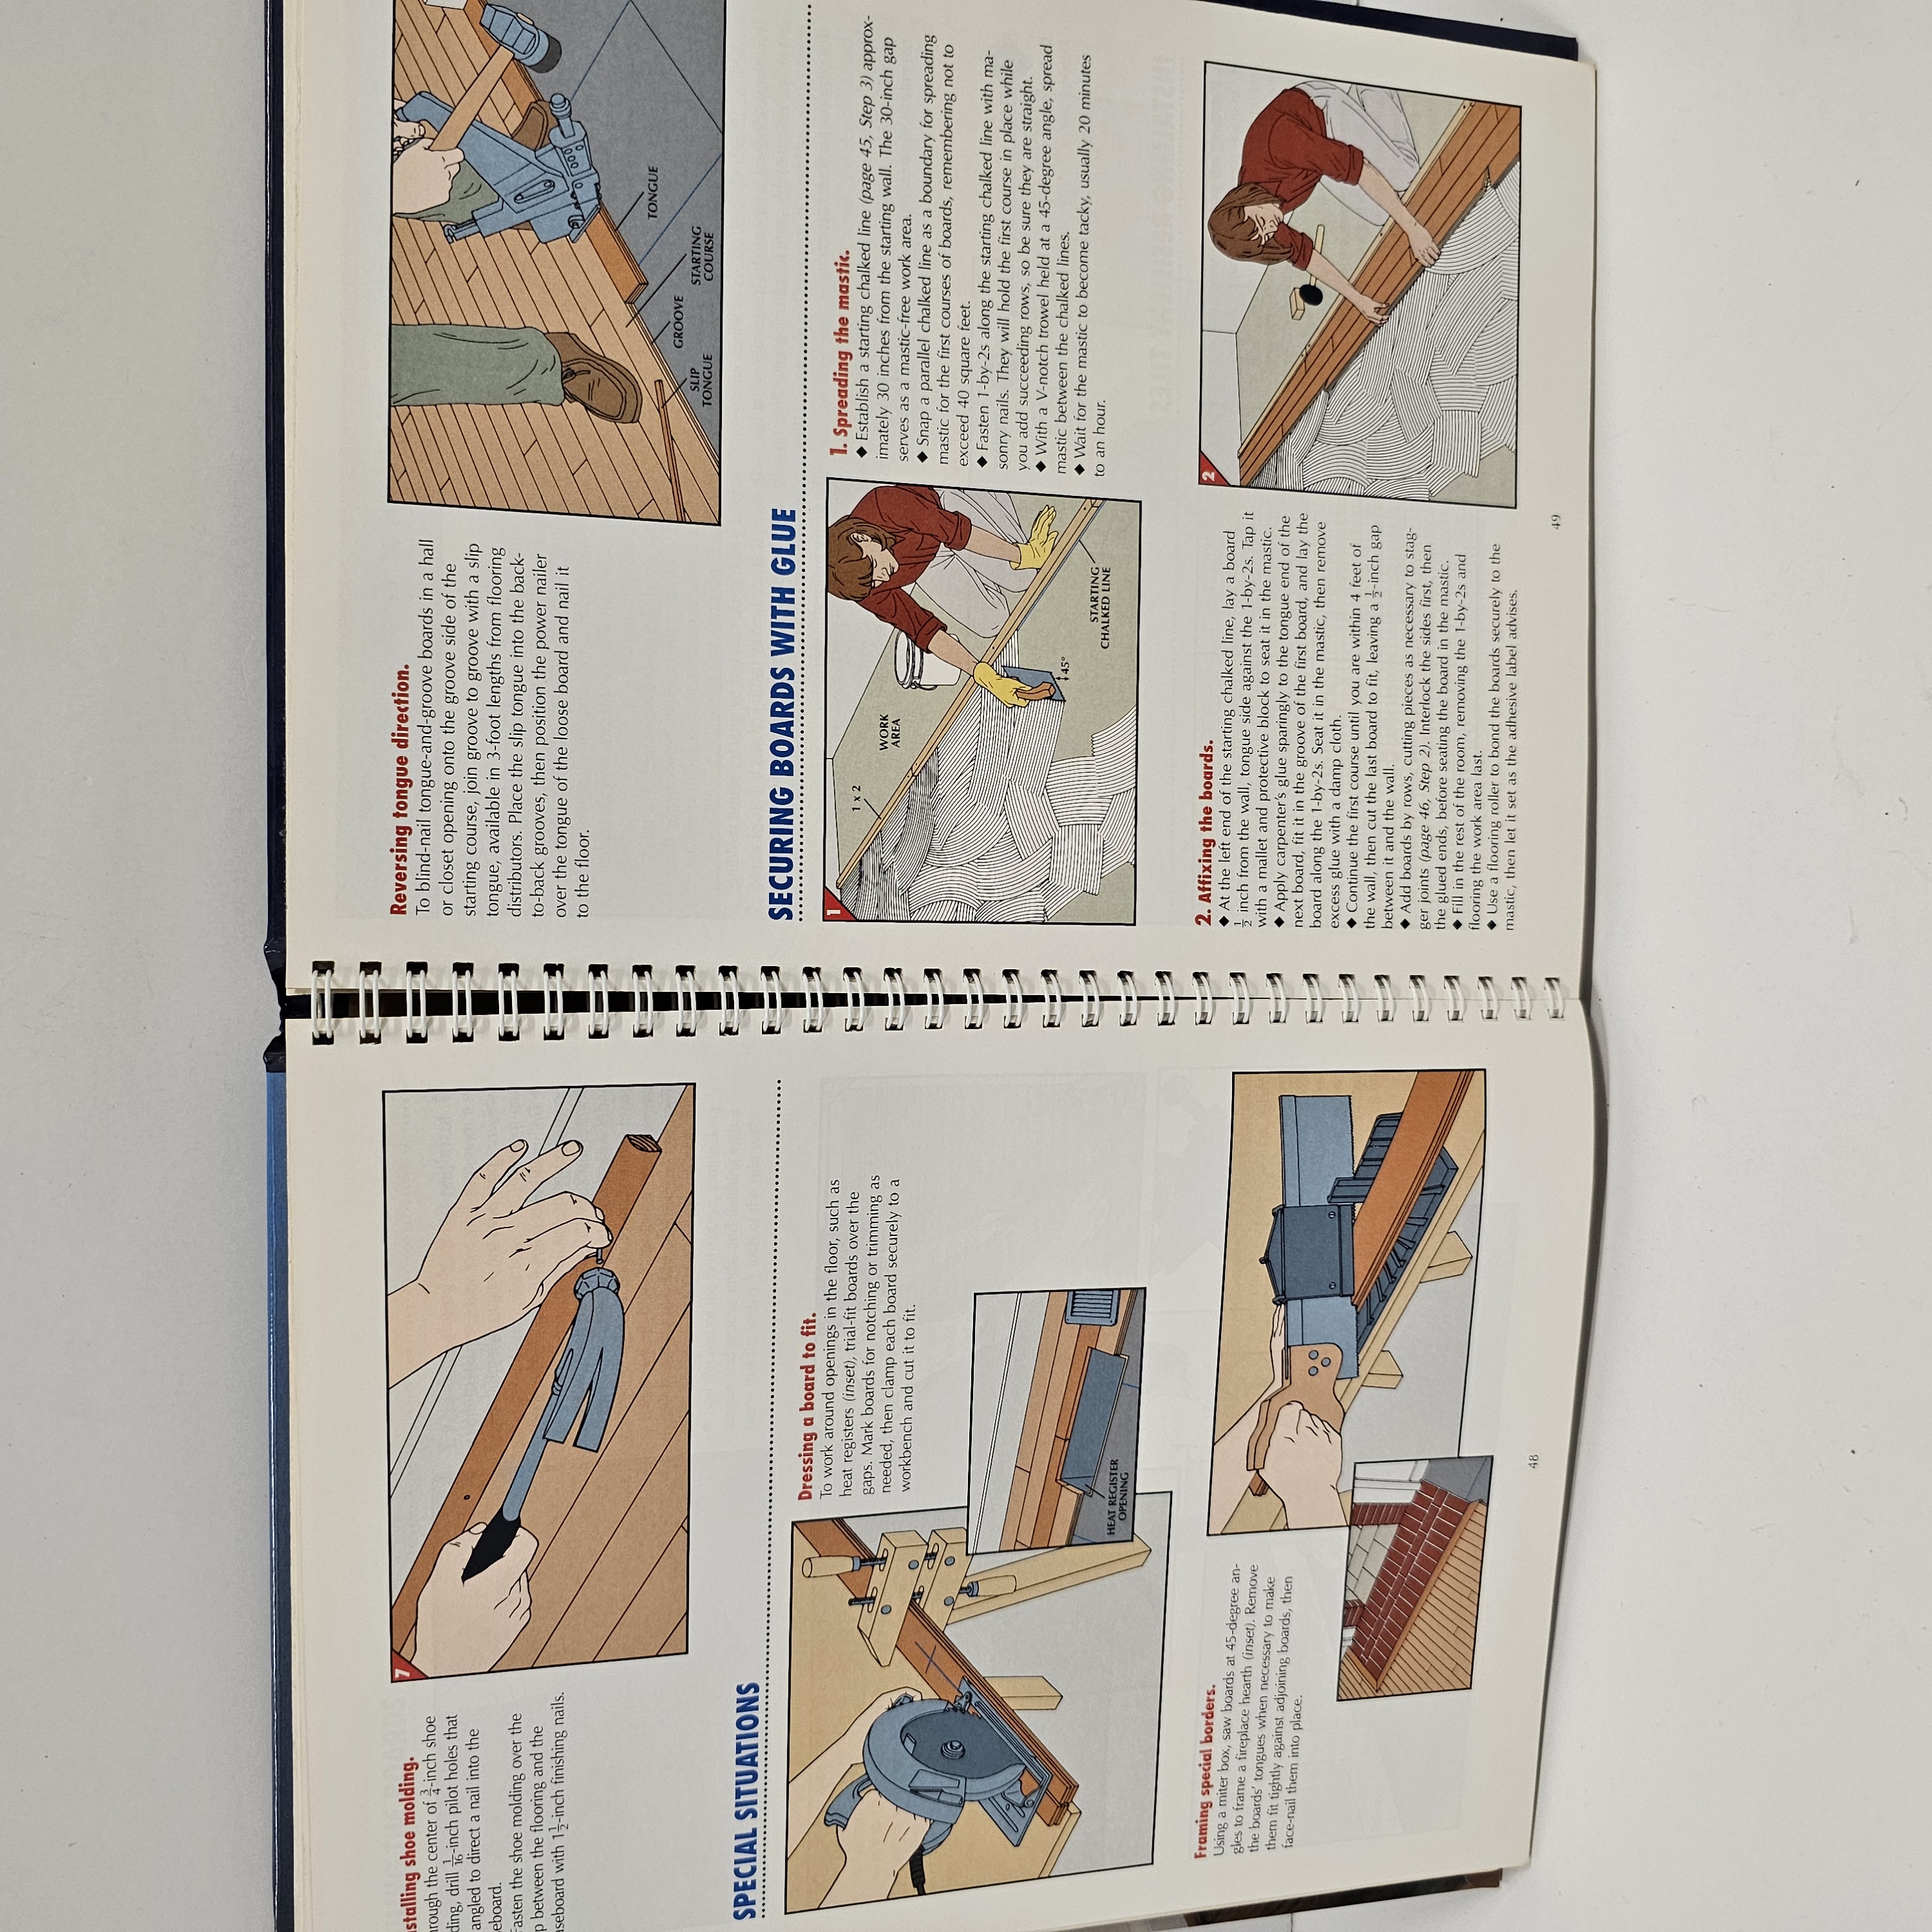 nstalling shoe molding.
hrough the center of 3/4-inch shoe
ding, drill 1/16-inch pilot holes that
angled to direct a nail into the
seboard.
Fasten the shoe molding over the
p between the flooring and the
aseboard with 1 1/2-inch finishing nails.
7
SPECIAL SITUATIONS
Dressing a board to fit.
To work around openings in the floor, such as
heat registers (inset), trial-fit boards over the
gaps. Mark boards for notching or trimming as
needed, then clamp each board securely to a
workbench and cut it to fit.
HEAT REGISTER
OPENING
Framing special borders.
Using a miter box, saw boards at 45-degree an-
gles to frame a fireplace hearth (inset). Remove
the boards' tongues when necessary to make
them fit tightly against adjoining boards, then
face-nail them into place.
48
Reversing tongue direction.
To blind-nail tongue-and-groove boards in a hall
or closet opening onto the groove side of the
starting course, join groove to groove with a slip
tongue, available in 3-foot lengths from flooring
distributors. Place the slip tongue into the back-
to-back grooves, then position the power nailer
over the tongue of the loose board and nail it
to the floor.
TONGUE
GROOVE
SLIP
TONGUE
STARTING
COURSE
SECURING BOARDS WITH GLUE
1
1 x 2
WORK
AREA
45°
STARTING
CHALKED LINE
1. Spreading the mastic.
◆ Establish a starting chalked line (page 45, Step 3) approx-
imately 30 inches from the starting wall. The 30-inch gap
serves as a mastic-free work area.
◆ Snap a parallel chalked line as a boundary for spreading
mastic for the first courses of boards, remembering not to
exceed 40 square feet.
◆ Fasten 1-by-2s along the starting chalked line with ma-
sonry nails. They will hold the first course in place while
you add succeeding rows, so be sure they are straight.
◆ With a V-notch trowel held at a 45-degree angle, spread
mastic between the chalked lines.
◆ Wait for the mastic to become tacky, usually 20 minutes
to an hour.
2. Affixing the boards.
◆ At the left end of the starting chalked line, lay a board
1/2 inch from the wall, tongue side against the 1-by-2s. Tap it
with a mallet and protective block to seat it in the mastic.
◆ Apply carpenter's glue sparingly to the tongue end of the
next board, fit it in the groove of the first board, and lay the
board along the 1-by-2s. Seat it in the mastic, then remove
excess glue with a damp cloth.
◆ Continue the first course until you are within 4 feet of
the wall, then cut the last board to fit, leaving a 1/2-inch gap
between it and the wall.
◆ Add boards by rows, cutting pieces as necessary to stag-
ger joints (page 46, Step 2). Interlock the sides first, then
the glued ends, before seating the board in the mastic.
◆ Fill in the rest of the room, removing the 1-by-2s and
flooring the work area last.
◆ Use a flooring roller to bond the boards securely to the
mastic, then let it set as the adhesive label advises.
2
49